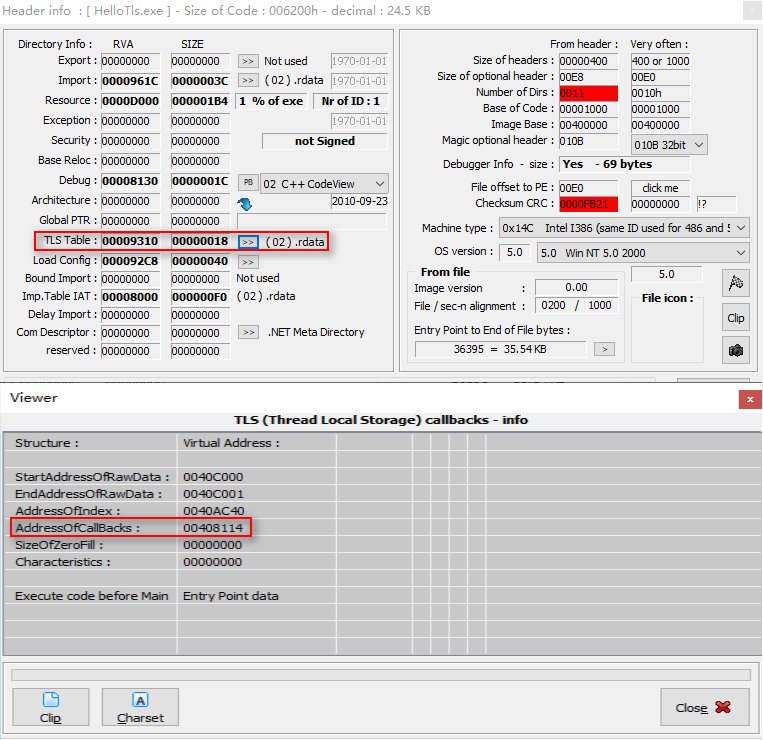 Header info : [ HelloTls.exe ] - Size of Code : 006200h - decimal : 24.5 KB
Directory Info : RVA SIZE
Export : 00000000 00000000 >> Not used 1970-01-01
Import : 0000961C 0000003C >> ( 02 ) .rdata
Resource : 0000D000 000001B4 1 % of exe Nr of ID : 1
Exception : 00000000 00000000 1970-01-01
Security : 00000000 00000000 not Signed
Base Reloc : 00000000 00000000
Debug : 00008130 0000001C PB 02 C++ CodeView
Architecture : 00000000 00000000 2010-09-23
Global PTR : 00000000 00000000
TLS Table : 00009310 00000018 >> ( 02 ) .rdata
Load Config : 000092C8 00000040 >>
Bound Import : 00000000 00000000 Not used
Imp.Table IAT : 00008000 000000F0 ( 02 ) .rdata
Delay Import : 00000000 00000000
Com Descriptor : 00000000 00000000 >> .NET Meta Directory
reserved : 00000000 00000000
From header : Very often :
Size of headers : 00000400 400 or 1000
Size of optional header : 00E8 00E0
Number of Dirs : 0011 0010h
Base of Code : 00001000 00001000
Image Base : 00400000 00400000
Magic optional header : 010B 010B 32bit
Debugger Info - size : Yes - 69 bytes
File offset to PE : 00E0 click me
Checksum CRC : 0000FB21 00000000 !?
Machine type : 0x14C Intel I386 (same ID used for 486 and 5
OS version : 5.0 5.0 Win NT 5.0 2000
From file 5.0
Image version : 0.00
File / sec-n alignment : 0200 / 1000
File icon :
Entry Point to End of File bytes :
36395 = 35.54 KB >
Clip
Viewer x
TLS (Thread Local Storage) callbacks - info
Structure : Virtual Address :
StartAddressOfRawData : 0040C000
EndAddressOfRawData : 0040C001
AddressOfIndex : 0040AC40
AddressOfCallBacks : 00408114
SizeOfZeroFill : 00000000
Characteristics : 00000000
Execute code before Main Entry Point data
Clip Charset Close